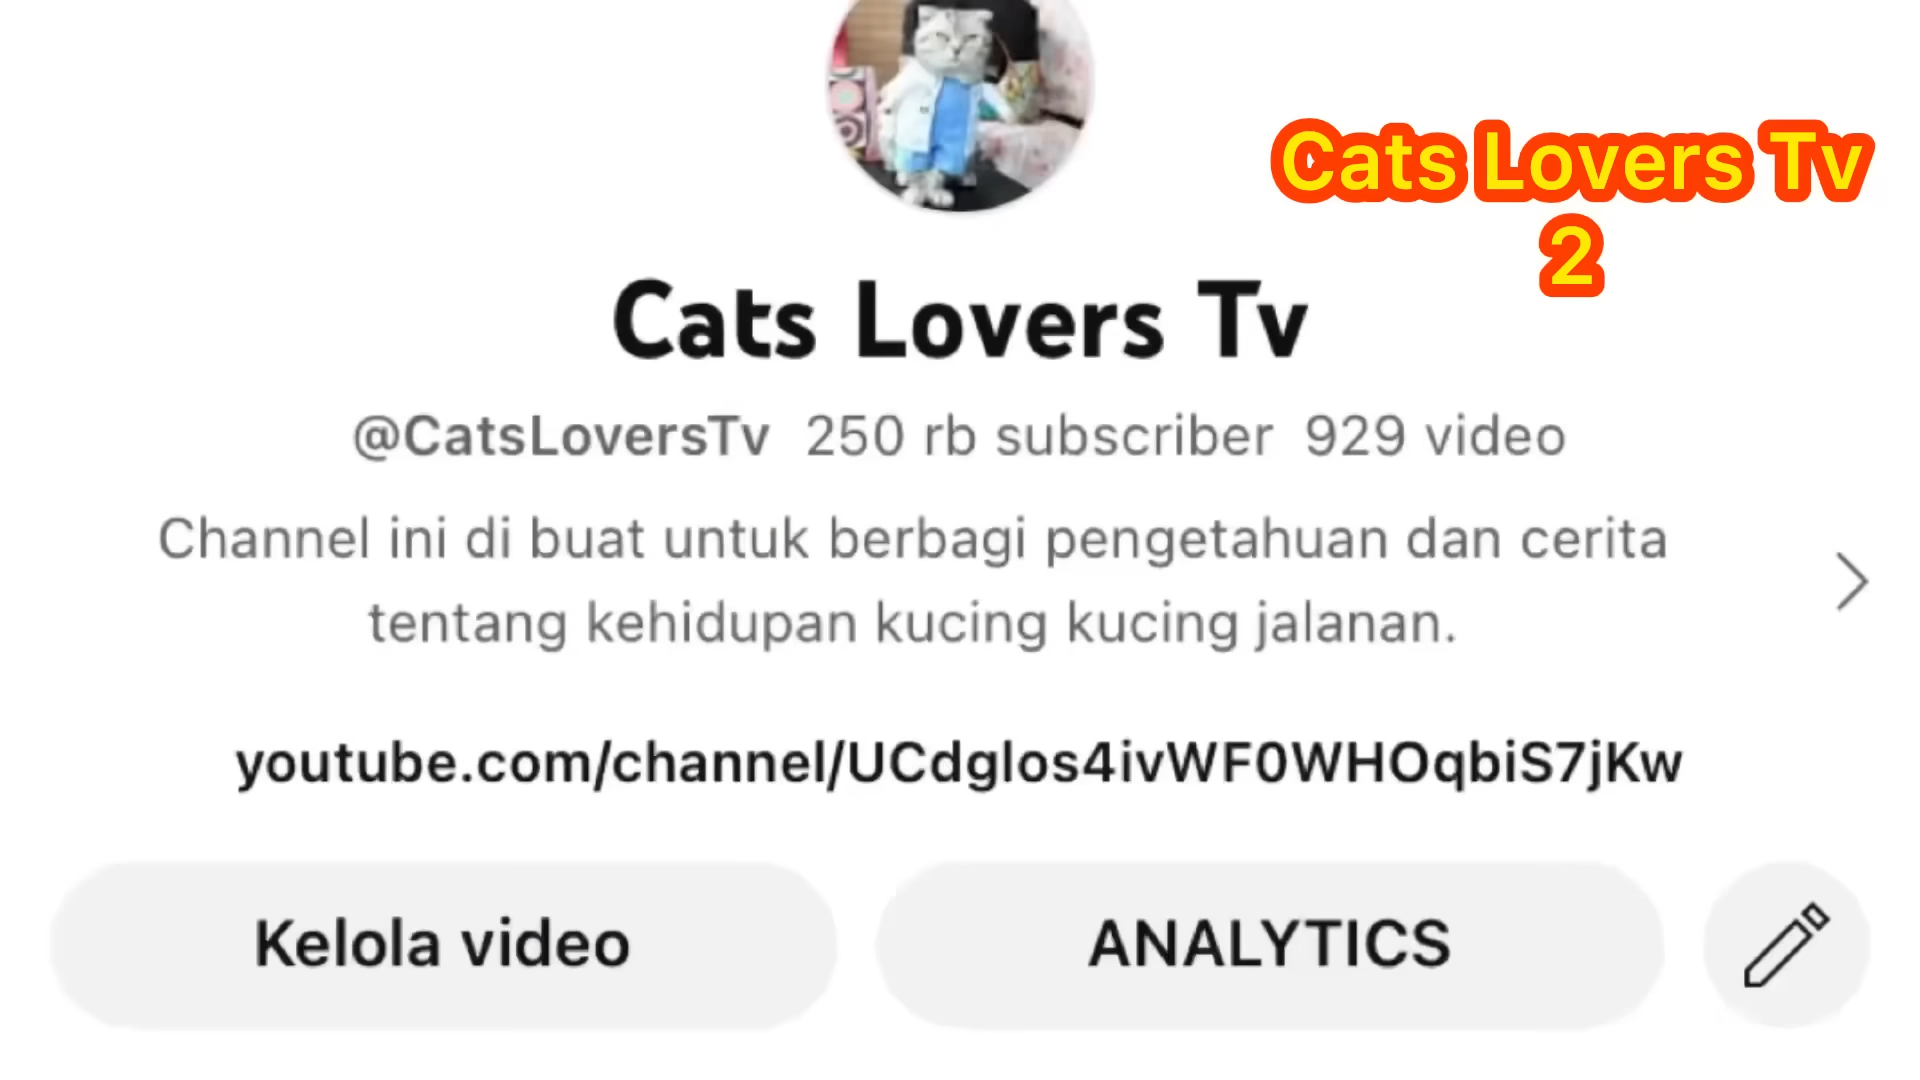 Cats Lovers Tv
2
Cats Lovers Tv
@CatsLoversTv 250 rb subscriber 929 video
Channel ini di buat untuk berbagi pengetahuan dan cerita
tentang kehidupan kucing kucing jalanan.
youtube.com/channel/UCdglos4ivWF0WHOqbiS7jKw
Kelola video
ANALYTICS